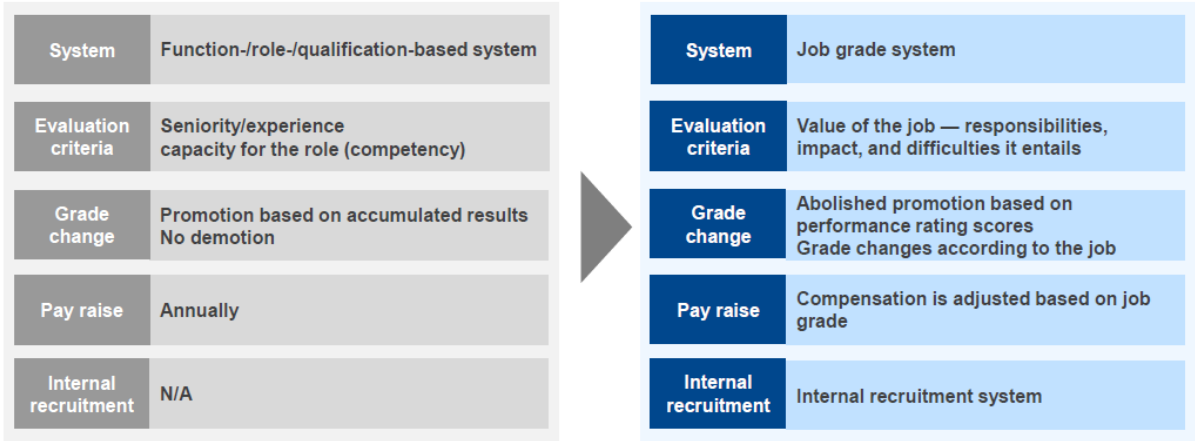 System
Function-/role-/qualification-based system
Evaluation
criteria
Seniority/experience
capacity for the role (competency)
Grade
change
Promotion based on accumulated results
No demotion
Pay raise
Annually
Internal
recruitment
N/A
System
Job grade system
Evaluation
criteria
Value of the job — responsibilities,
impact, and difficulties it entails
Grade
change
Abolished promotion based on
performance rating scores
Grade changes according to the job
Pay raise
Compensation is adjusted based on job
grade
Internal
recruitment
Internal recruitment system